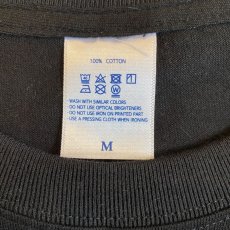 100% COTTON
WASH WITH SIMILAR COLORS
DO NOT USE OPTICAL BRIGHTENERS
DO NOT USE IRON ON PRINTED PART
USE A PRESSING CLOTH WHEN IRONING
M